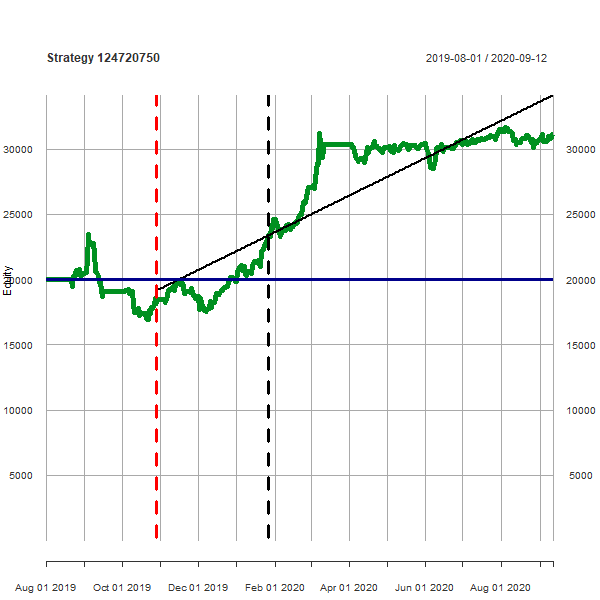 Strategy 124720750
2019-08-01 / 2020-09-12
30000
30000
25000
25000
Equity
20000
20000
15000
15000
10000
10000
5000
5000
Aug 01 2019
Oct 01 2019
Dec 01 2019
Feb 01 2020
Apr 01 2020
Jun 01 2020
Aug 01 2020